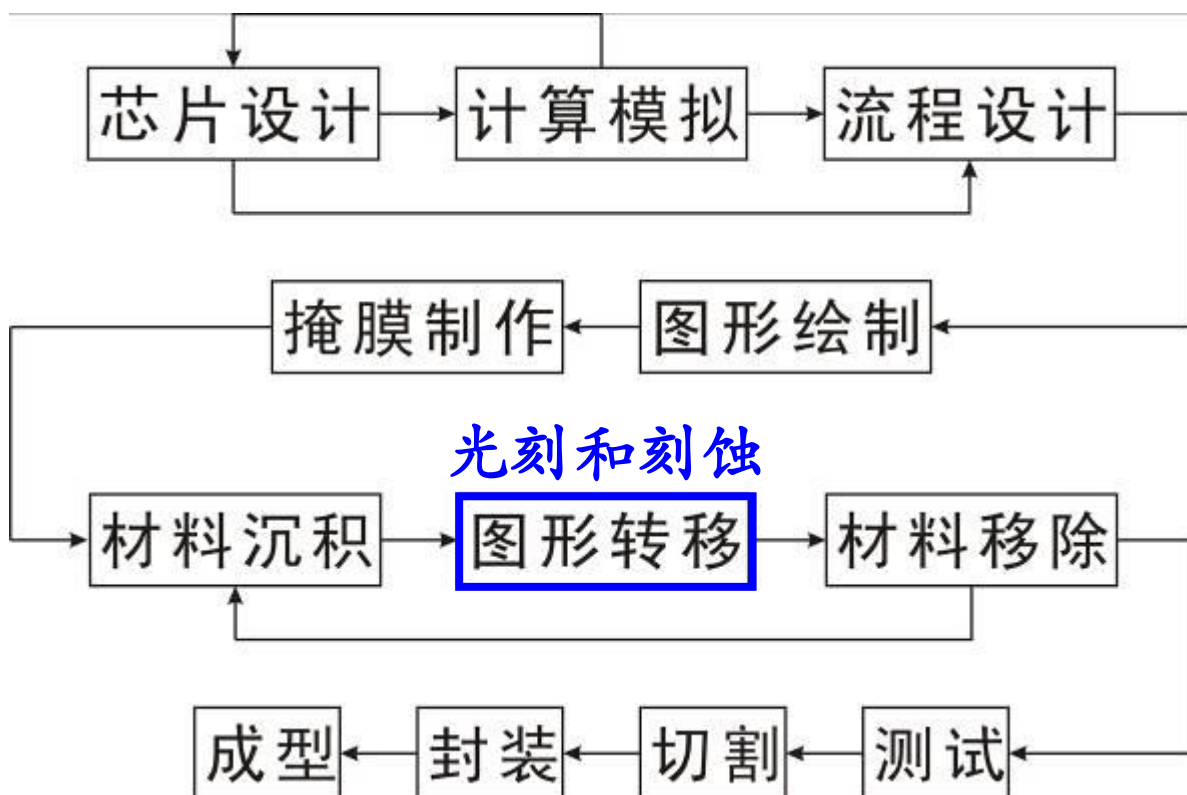 芯片设计 计算模拟 流程设计
掩膜制作 图形绘制
光刻和刻蚀
材料沉积 图形转移 材料移除
成型 封装 切割 测试